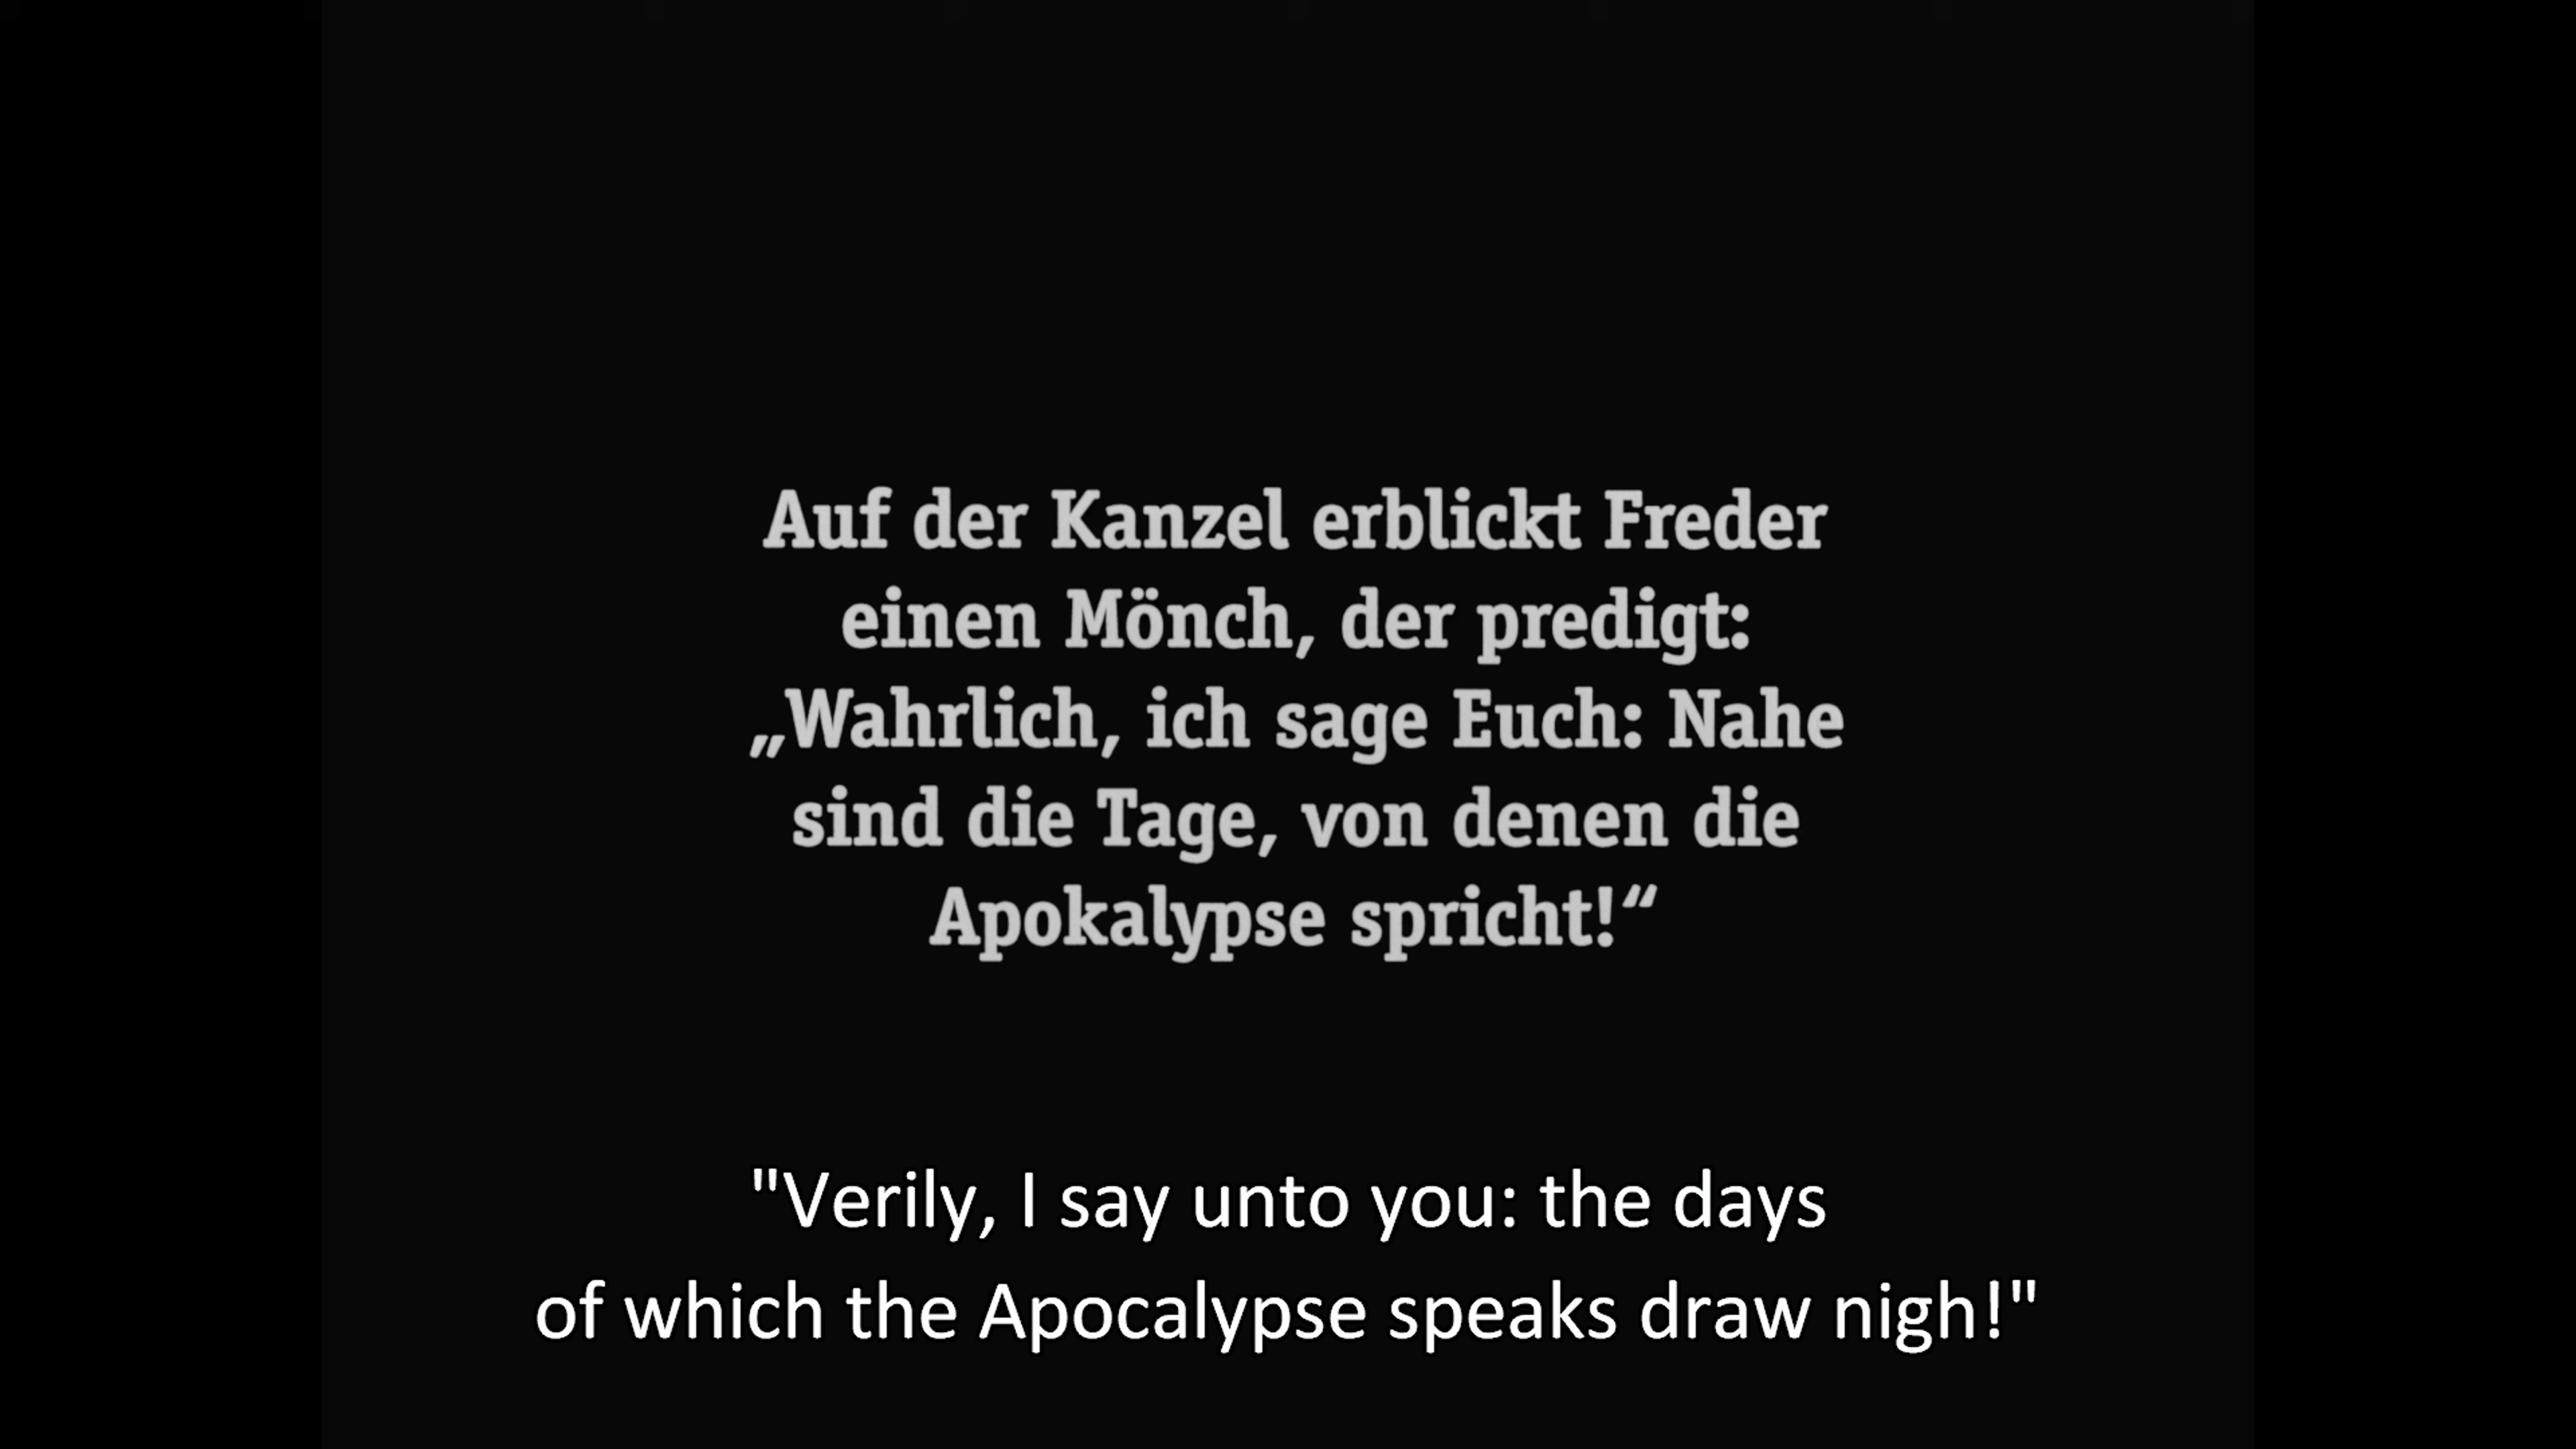 Auf der Kanzel erblickt Freder
einen Mönch, der predigt:
„Wahrlich, ich sage Euch: Nahe
sind die Tage, von denen die
Apokalypse spricht!“
"Verily, I say unto you: the days
of which the Apocalypse speaks draw nigh!"